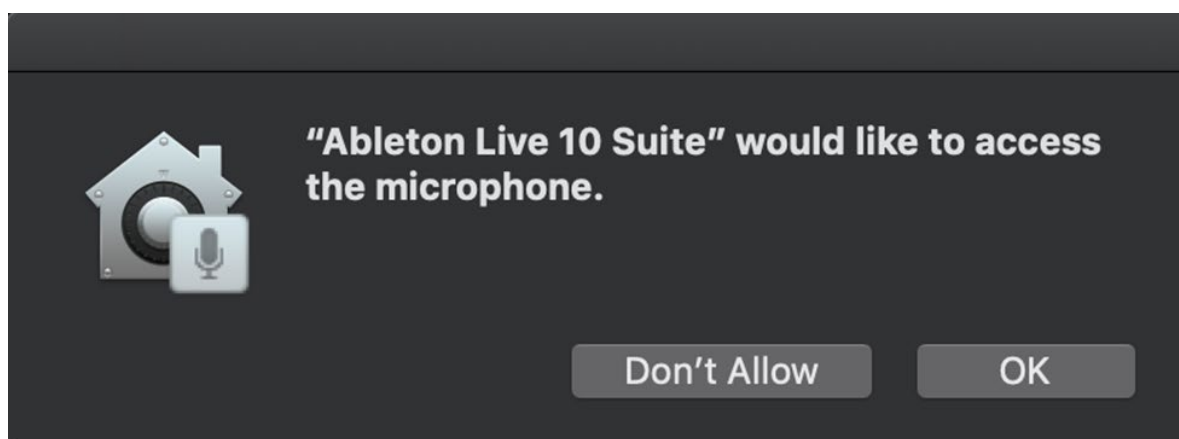 “Ableton Live 10 Suite” would like to access
the microphone.
Don’t Allow
OK